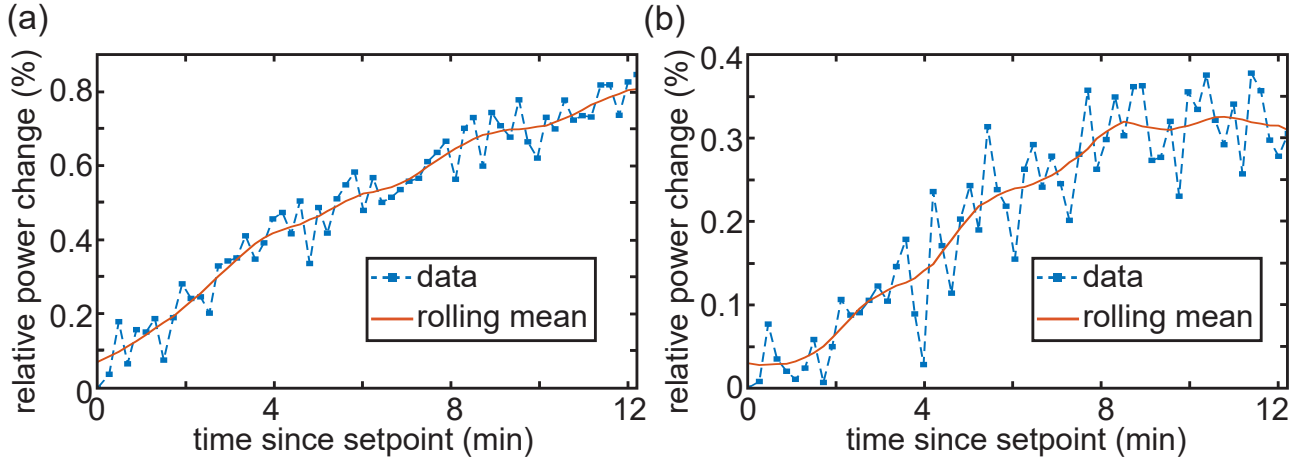 (a)
relative power change (%)
0.8
0.6
0.4
0.2
0
0
4
8
12
time since setpoint (min)
data
rolling mean
(b)
relative power change (%)
0.4
0.3
0.2
0.1
0
0
4
8
12
time since setpoint (min)
data
rolling mean